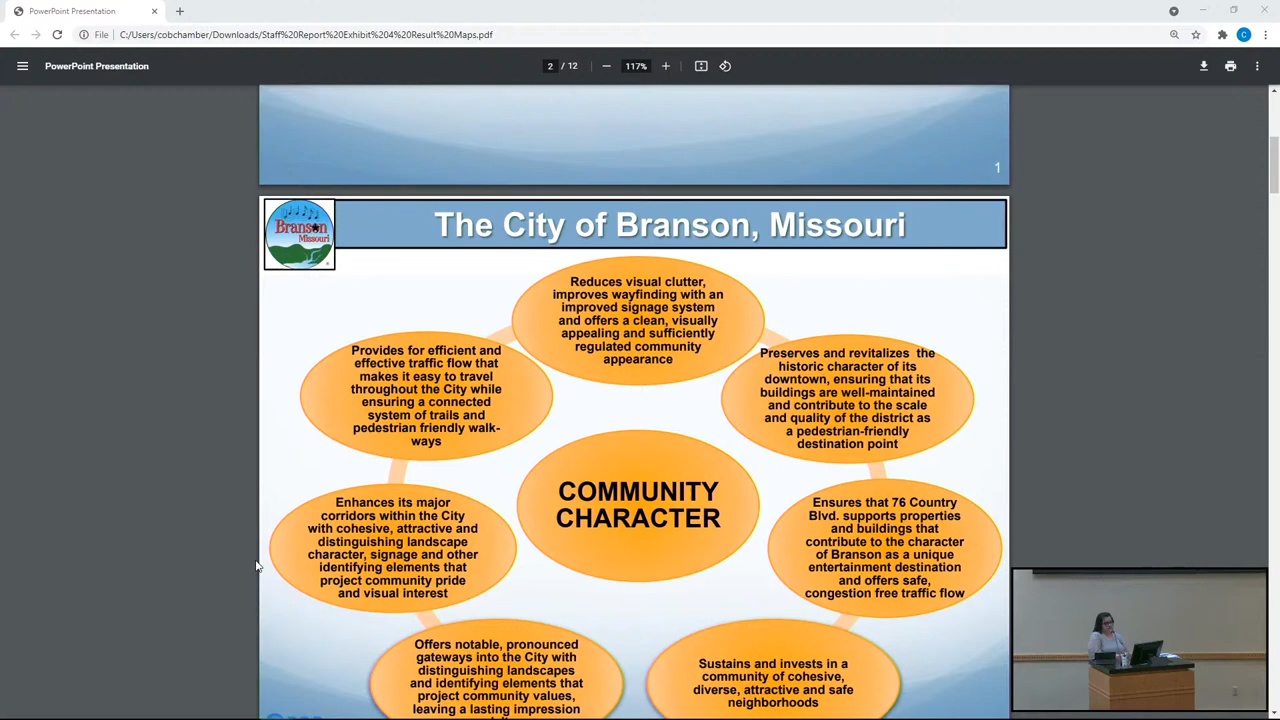 PowerPoint Presentation
File
C:/Users/cobchamber/Downloads/Staff%20Report%20Exhibit%204%20Result%20Maps.pdf
C
PowerPoint Presentation
2 / 12
117%
1
Branson
Missouri
The City of Branson, Missouri
Reduces visual clutter,
improves wayfinding with an
improved signage system
and offers a clean, visually
appealing and sufficiently
regulated community
appearance
Provides for efficient and
effective traffic flow that
makes it easy to travel
throughout the City while
ensuring a connected
system of trails and
pedestrian friendly walk-
ways
Preserves and revitalizes the
historic character of its
downtown, ensuring that its
buildings are well-maintained
and contribute to the scale
and quality of the district as
a pedestrian-friendly
destination point
COMMUNITY
CHARACTER
Enhances its major
corridors within the City
with cohesive, attractive and
distinguishing landscape
character, signage and other
identifying elements that
project community pride
and visual interest
Ensures that 76 Country
Blvd. supports properties
and buildings that
contribute to the character
of Branson as a unique
entertainment destination
and offers safe,
congestion free traffic flow
Offers notable, pronounced
gateways into the City with
distinguishing landscapes
and identifying elements that
project community values,
leaving a lasting impression
Sustains and invests in a
community of cohesive,
diverse, attractive and safe
neighborhoods